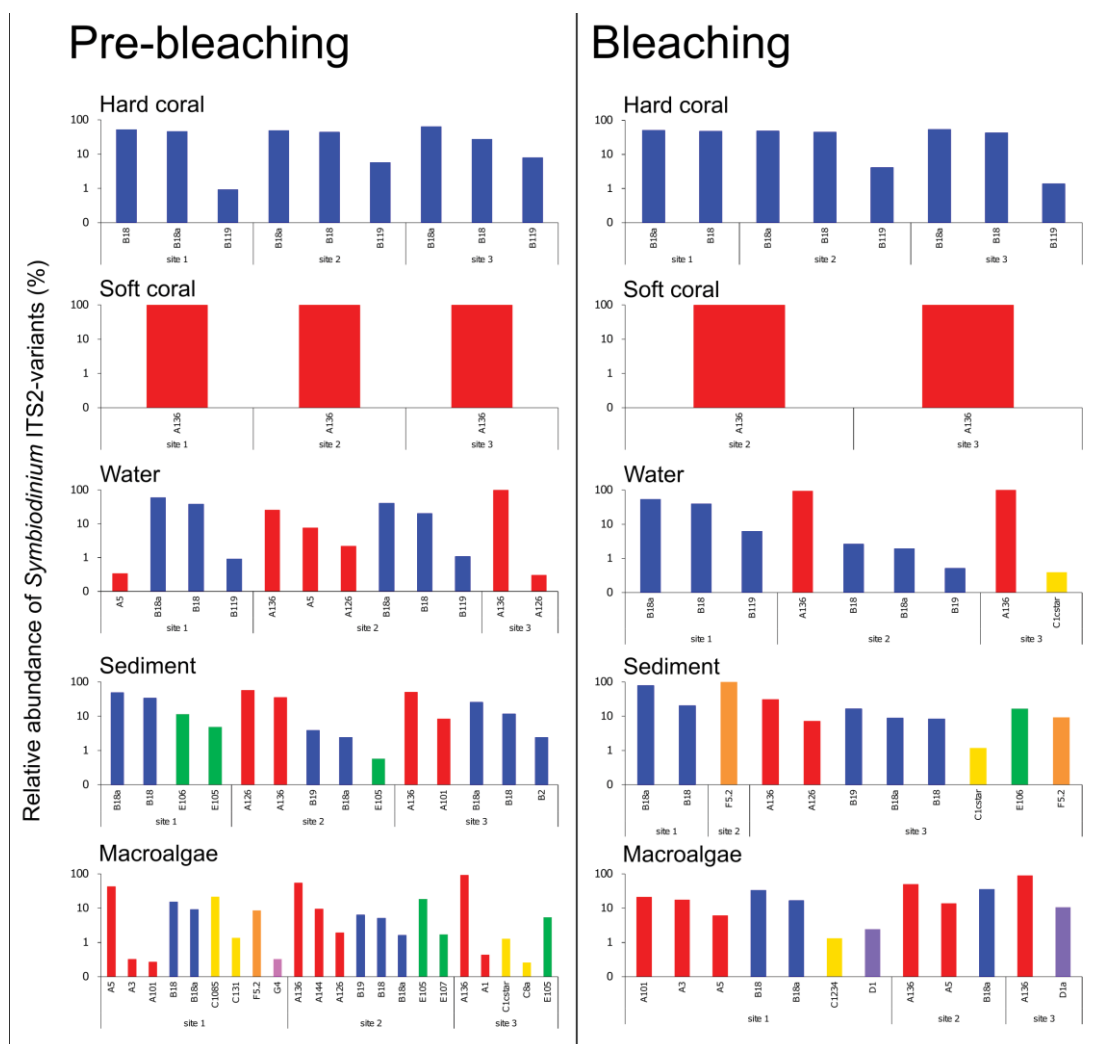 Pre-bleaching
Relative abundance of Symbiodinium ITS2-variants (%)
Hard coral
100
10
1
0
B18 B18a B119 B18a B18 B119 B18a B18 B119
site 1 site 2 site 3
Soft coral
100
10
1
0
A136 A136 A136
site 1 site 2 site 3
Water
100
10
1
0
A5 B18a B18 B119 A136 A5 A126 B18a B18 B119 A136 A126
site 1 site 2 site 3
Sediment
100
10
1
0
B18a B18 E106 E105 A126 A136 B19 B18a E105 A136 A101 B18a B18 B2
site 1 site 2 site 3
Macroalgae
100
10
1
0
A5 A3 A101 B18 B18a C1085 C131 F5.2 G4 A136 A144 A126 B19 B18 B18a E105 E107 A136 A1 C1cstar C8a E105
site 1 site 2 site 3
Bleaching
Hard coral
100
10
1
0
B18a B18 B18a B18 B119 B18a B18 B119
site 1 site 2 site 3
Soft coral
100
10
1
0
A136 A136
site 2 site 3
Water
100
10
1
0
B18a B18 B119 A136 B18 B18a B19 A136 C1cstar
site 1 site 2 site 3
Sediment
100
10
1
0
B18a B18 F5.2 A136 A126 B19 B18a B18 C1cstar E106 F5.2
site 1 site 2 site 3
Macroalgae
100
10
1
0
A101 A3 A5 B18 B18a C1234 D1 A136 A5 B18a A136 D1a
site 1 site 2 site 3